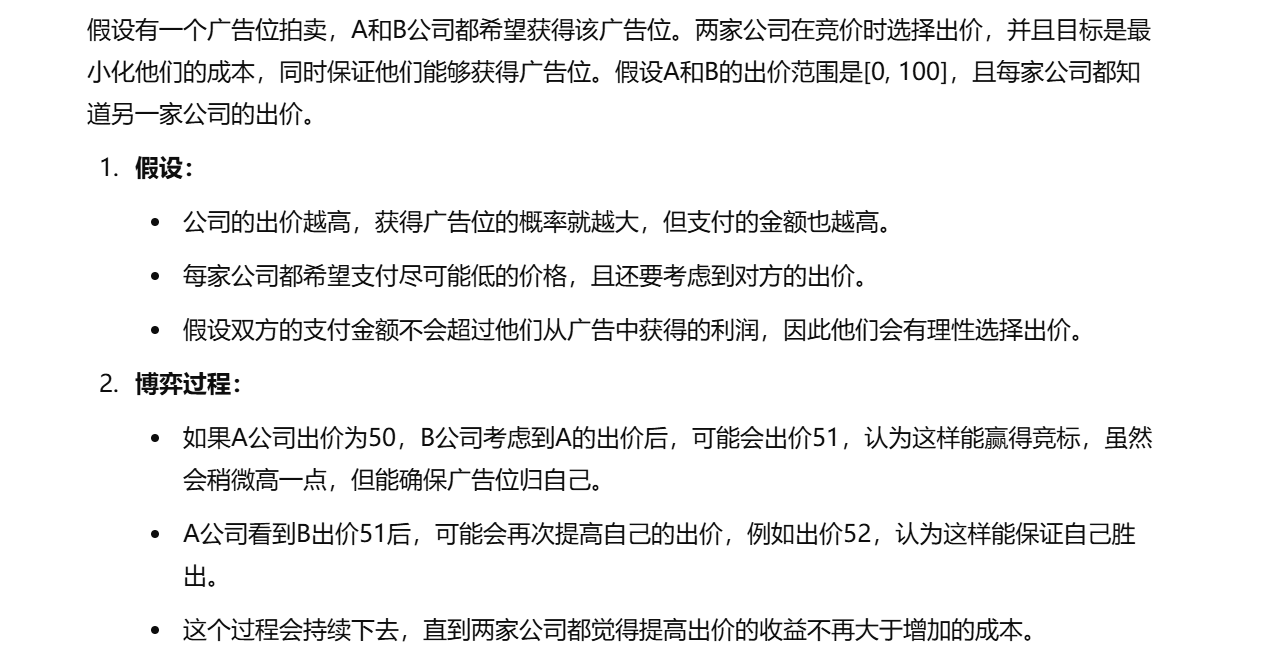 假设有一个广告位拍卖，A和B公司都希望获得该广告位。两家公司在竞价时选择出价，并且目标是最
小化他们的成本，同时保证他们能够获得广告位。假设A和B的出价范围是[0, 100]，且每家公司都知
道另一家公司的出价。
1. 假设：
• 公司的出价越高，获得广告位的概率就越大，但支付的金额也越高。
• 每家公司都希望支付尽可能低的价格，且还要考虑到对方的出价。
• 假设双方的支付金额不会超过他们从广告中获得的利润，因此他们会有理性选择出价。
2. 博弈过程：
• 如果A公司出价为50，B公司考虑到A的出价后，可能会出价51，认为这样能赢得竞标，虽然
会稍微高一点，但能确保广告位归自己。
• A公司看到B出价51后，可能会再次提高自己的出价，例如出价52，认为这样能保证自己胜
出。
• 这个过程会持续下去，直到两家公司都觉得提高出价的收益不再大于增加的成本。